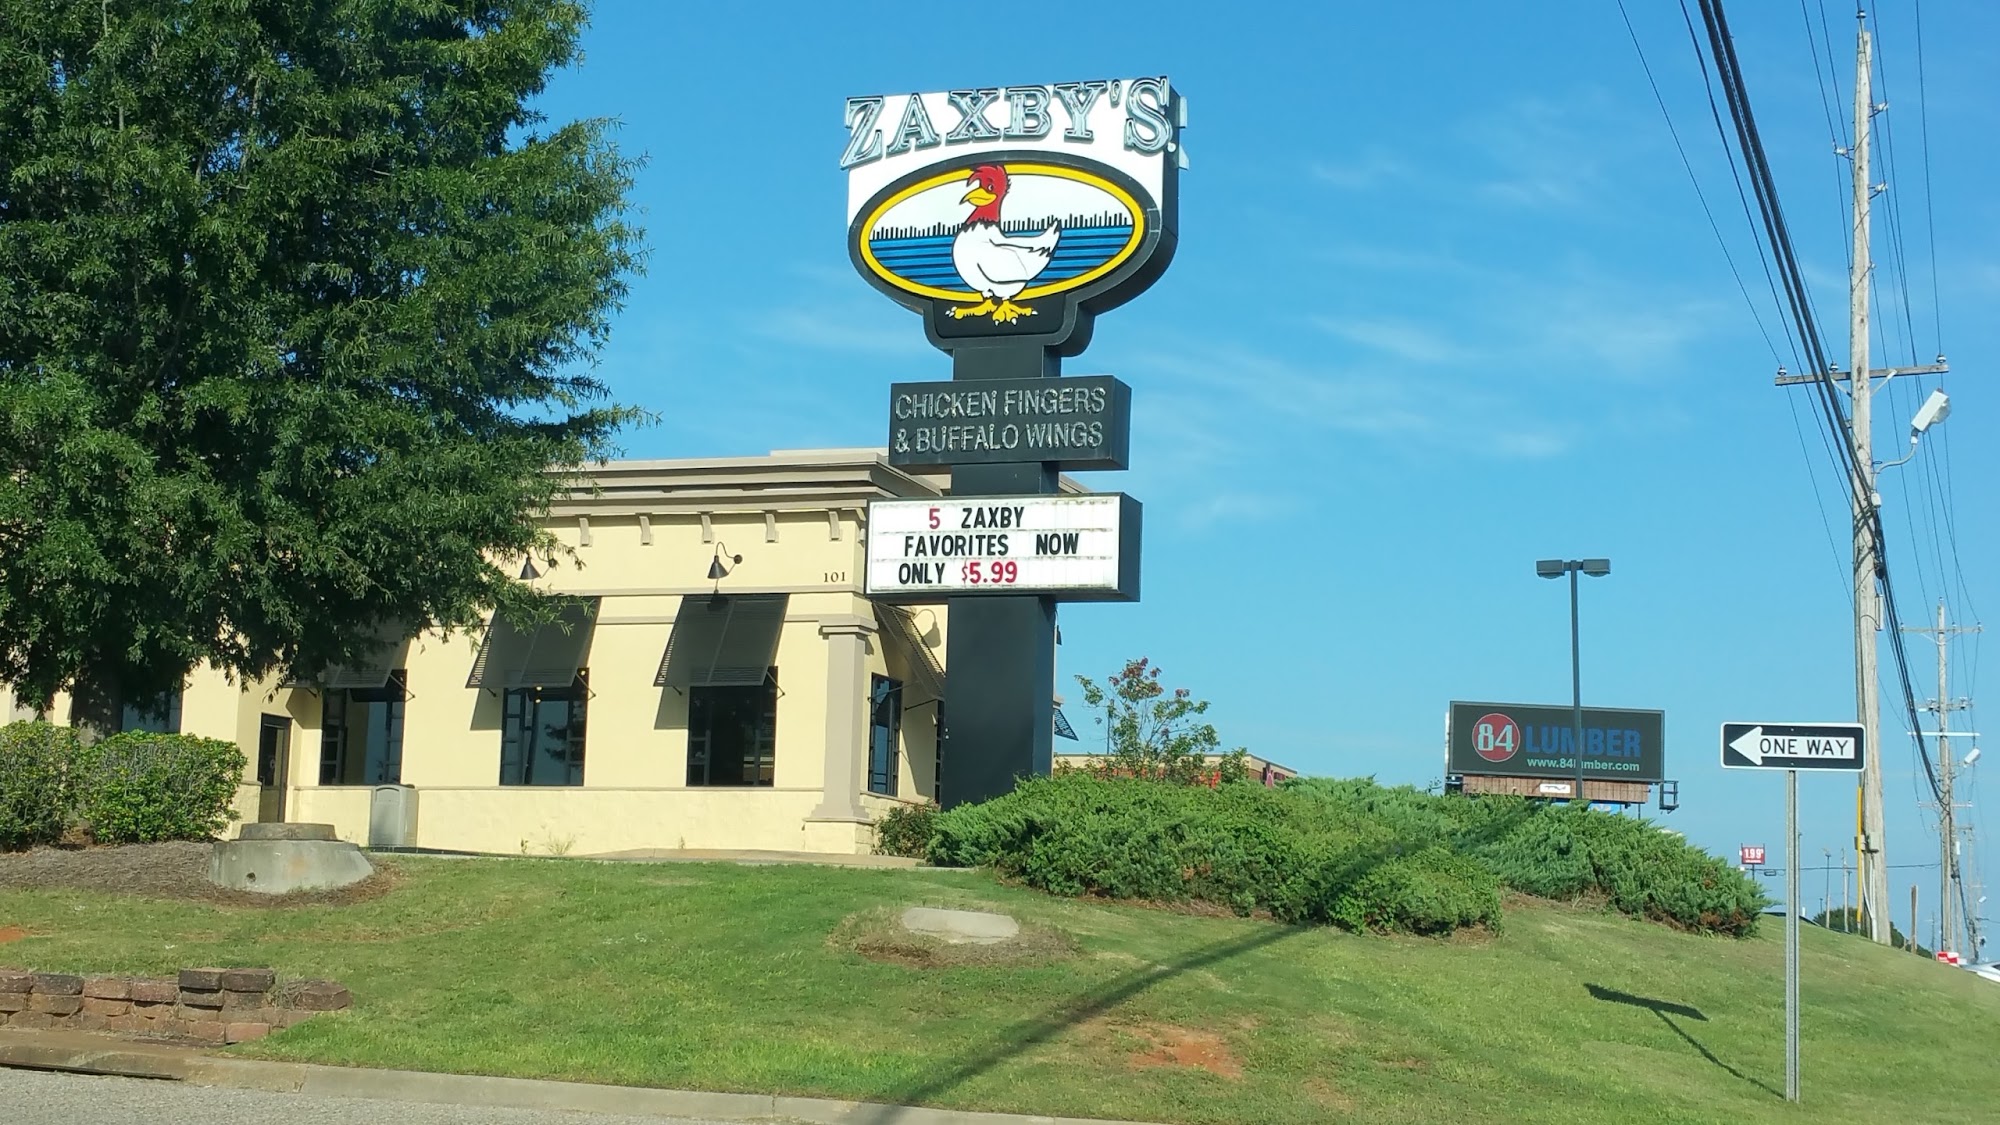 ZAXBY'S
CHICKEN FINGERS
& BUFFALO WINGS
5 ZAXBY
FAVORITES NOW
ONLY $5.99
101
84 LUMBER
www.84lumber.com
ONE WAY